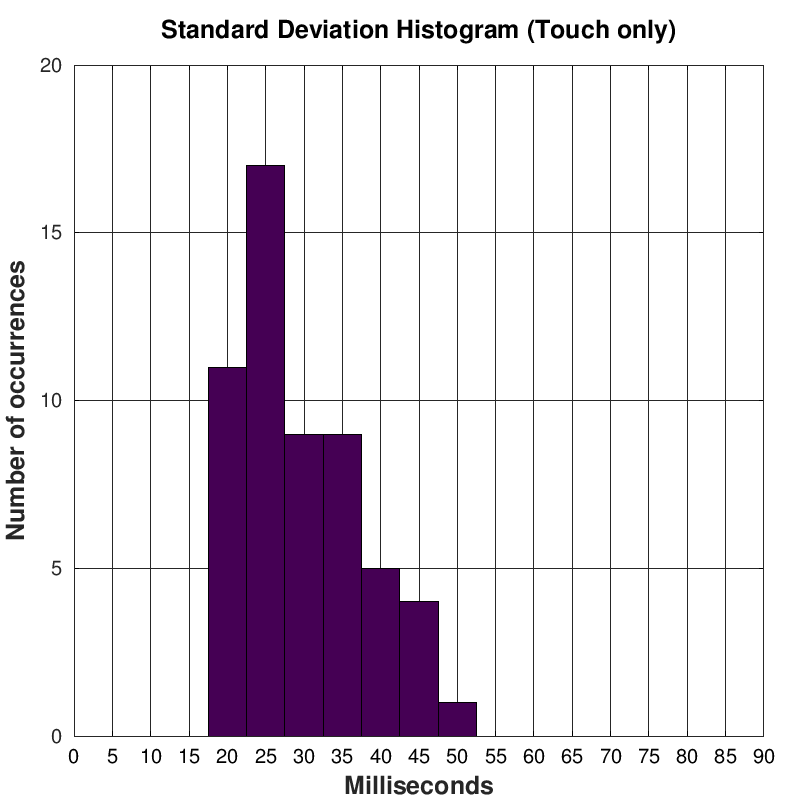 Standard Deviation Histogram (Touch only)
20
15
10
5
0
Number of occurrences
0 5 10 15 20 25 30 35 40 45 50 55 60 65 70 75 80 85 90
Milliseconds